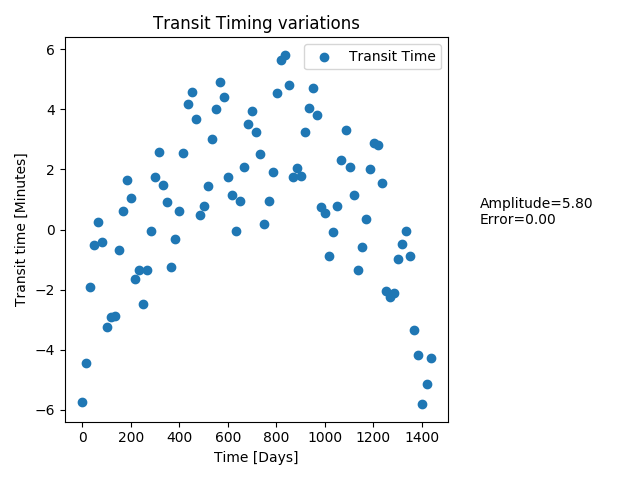 Transit Timing variations
Transit Time
Transit time [Minutes]
6
4
2
0
−2
−4
−6
0 200 400 600 800 1000 1200 1400
Time [Days]
Amplitude=5.80
Error=0.00